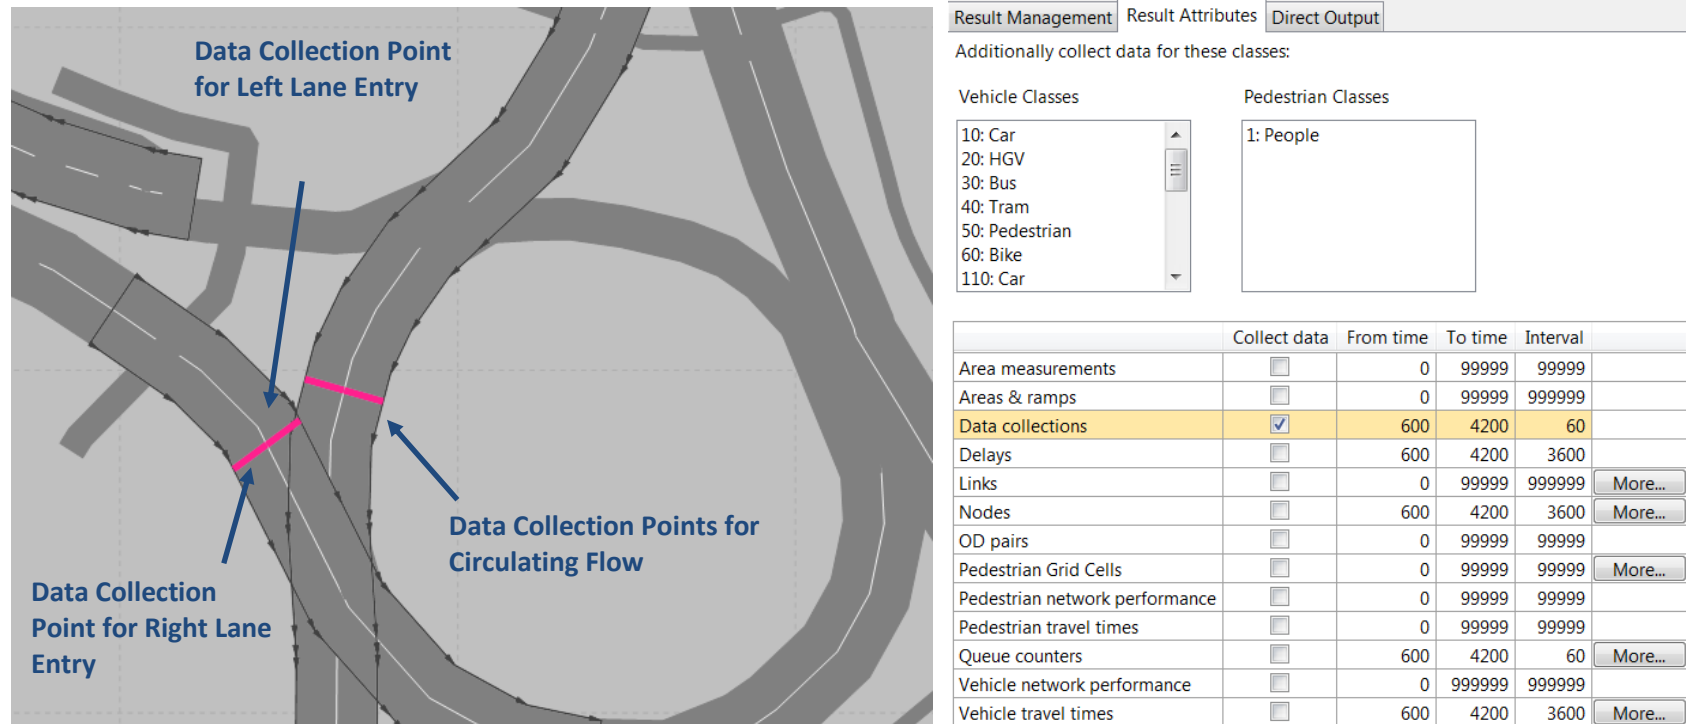 Data Collection Point
for Left Lane Entry
Data Collection Points for
Circulating Flow
Data Collection
Point for Right Lane
Entry
Result Management Result Attributes Direct Output
Additionally collect data for these classes:
Vehicle Classes Pedestrian Classes
10: Car 1: People
20: HGV
30: Bus
40: Tram
50: Pedestrian
60: Bike
110: Car
Collect data From time To time Interval
Area measurements 0 99999 99999
Areas & ramps 0 99999 999999
Data collections 600 4200 60
Delays 600 4200 3600
Links 0 99999 999999 More...
Nodes 600 4200 3600 More...
OD pairs 0 99999 99999
Pedestrian Grid Cells 0 99999 99999 More...
Pedestrian network performance 0 99999 99999
Pedestrian travel times 0 99999 99999
Queue counters 600 4200 60 More...
Vehicle network performance 0 999999 999999
Vehicle travel times 600 4200 3600 More...